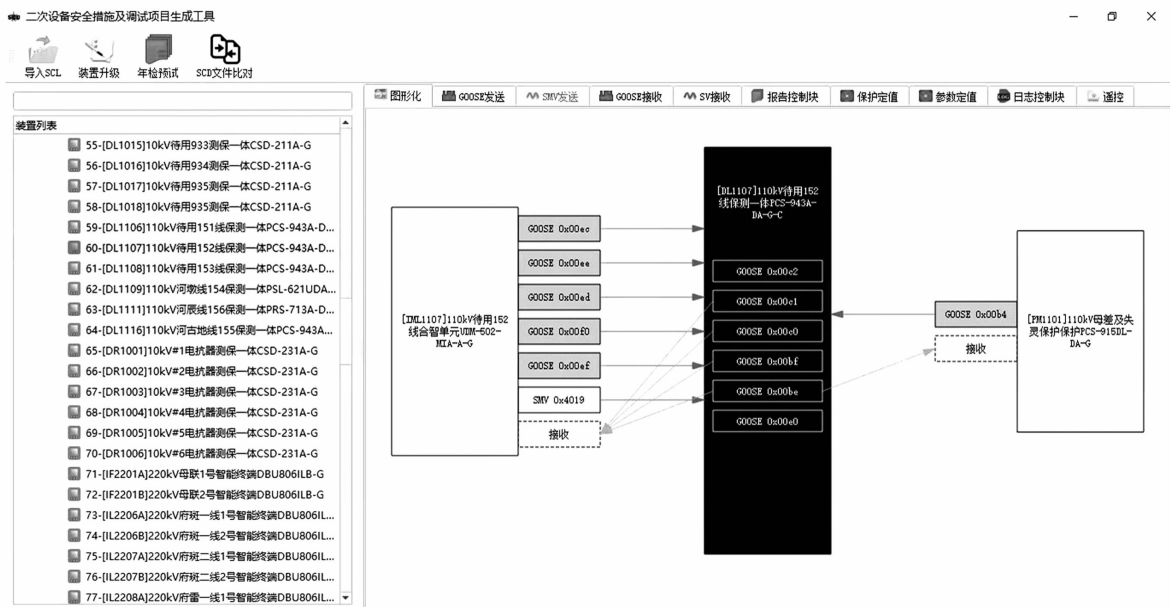 二次设备安全措施及调试项目生成工具
导入SCL 装置升级 年检预试 SCD文件比对
图形化 GOOSE发送 SMV发送 GOOSE接收 SV接收 报告控制块 保护定值 参数定值 日志控制块 遥控
装置列表
55-[DL1015]10kV待用933测保一体CSD-211A-G
56-[DL1016]10kV待用934测保一体CSD-211A-G
57-[DL1017]10kV待用935测保一体CSD-211A-G
58-[DL1018]10kV待用935测保一体CSD-211A-G
59-[DL1106]110kV待用151线保测一体PCS-943A-D...
60-[DL1107]110kV待用152线保测一体PCS-943A-D...
61-[DL1108]110kV待用153线保测一体PCS-943A-D...
62-[DL1109]110kV河墩线154保测一体PSL-621UDA...
63-[DL1111]110kV河辰线156保测一体PRS-713A-D...
64-[DL1116]110kV河古地线155保测一体PCS-943A...
65-[DR1001]10kV#1电抗器测保一体CSD-231A-G
66-[DR1002]10kV#2电抗器测保一体CSD-231A-G
67-[DR1003]10kV#3电抗器测保一体CSD-231A-G
68-[DR1004]10kV#4电抗器测保一体CSD-231A-G
69-[DR1005]10kV#5电抗器测保一体CSD-231A-G
70-[DR1006]10kV#6电抗器测保一体CSD-231A-G
71-[IF2201A]220kV母联1号智能终端DBU806ILB-G
72-[IF2201B]220kV母联2号智能终端DBU806ILB-G
73-[IL2206A]220kV府斑一线1号智能终端DBU806IL...
74-[IL2206B]220kV府斑一线2号智能终端DBU806IL...
75-[IL2207A]220kV府斑二线1号智能终端DBU806IL...
76-[IL2207B]220kV府斑二线2号智能终端DBU806IL...
77-[IL2208A]220kV府雷一线1号智能终端DBU806IL...
[IML1107]110kV待用152
线合智单元UDM-502-
MIA-A-G
GOOSE 0x00ec
GOOSE 0x00ee
GOOSE 0x00ed
GOOSE 0x00f0
GOOSE 0x00ef
SMV 0x4019
接收
[DL1107]110kV待用152
线保测一体PCS-943A-
DA-G-C
GOOSE 0x00c2
GOOSE 0x00c1
GOOSE 0x00c0
GOOSE 0x00bf
GOOSE 0x00be
GOOSE 0x00e0
GOOSE 0x00b4
接收
[PM1101]110kV母差及失
灵保护保护PCS-915DL-
DA-G